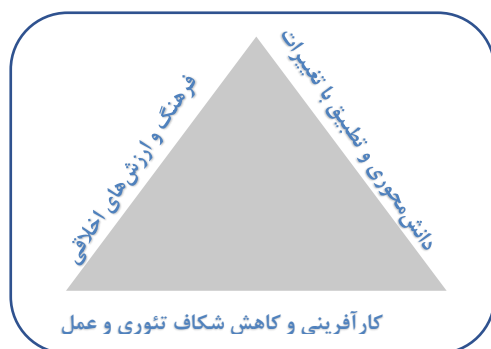 دانش‌محوری و تطبیق با تغییرات
فرهنگ و ارزش‌های اخلاقی
کارآفرینی و کاهش شکاف تئوری و عمل